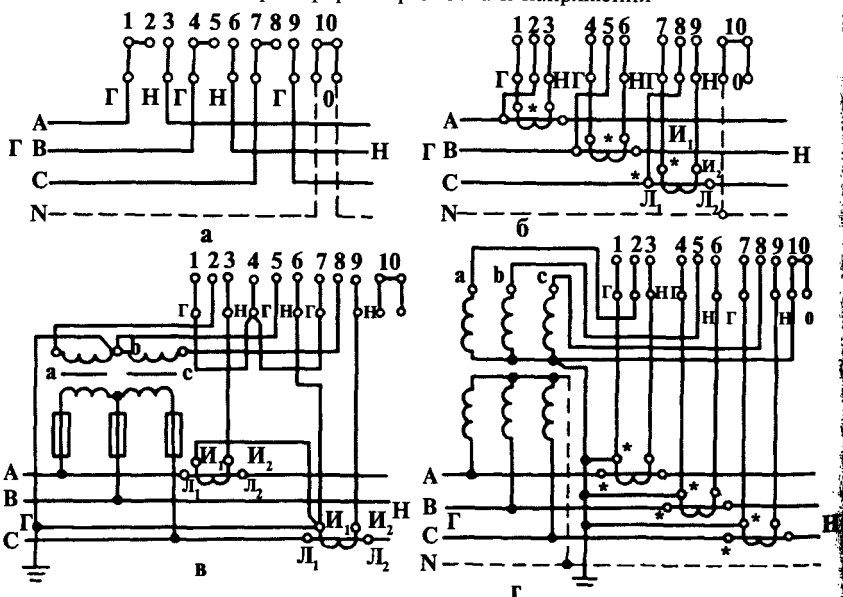 1 2 3 4 5 6 7 8 9 10
Г Н Г Н Г 0
A
Г B Н
C
N
а
1 2 3 4 5 6 7 8 9 10
Г Н Г Н Г Н 0
*
A
*
И₁
Г B Н
* И₂
C *
Л₁ Л₂
N
б
1 2 3 4 5 6 7 8 9 10
Г Н Г Н Г Н
b
a c
И₁ И₂
A
Л₁ Л₂
B
Н
Г И₁ И₂
C
Л₁ Л₂
в
1 2 3 4 5 6 7 8 9 10
a b c
Г Н Г Н Г Н 0
*
A
* *
B
Г * * Н
C
*
N
г